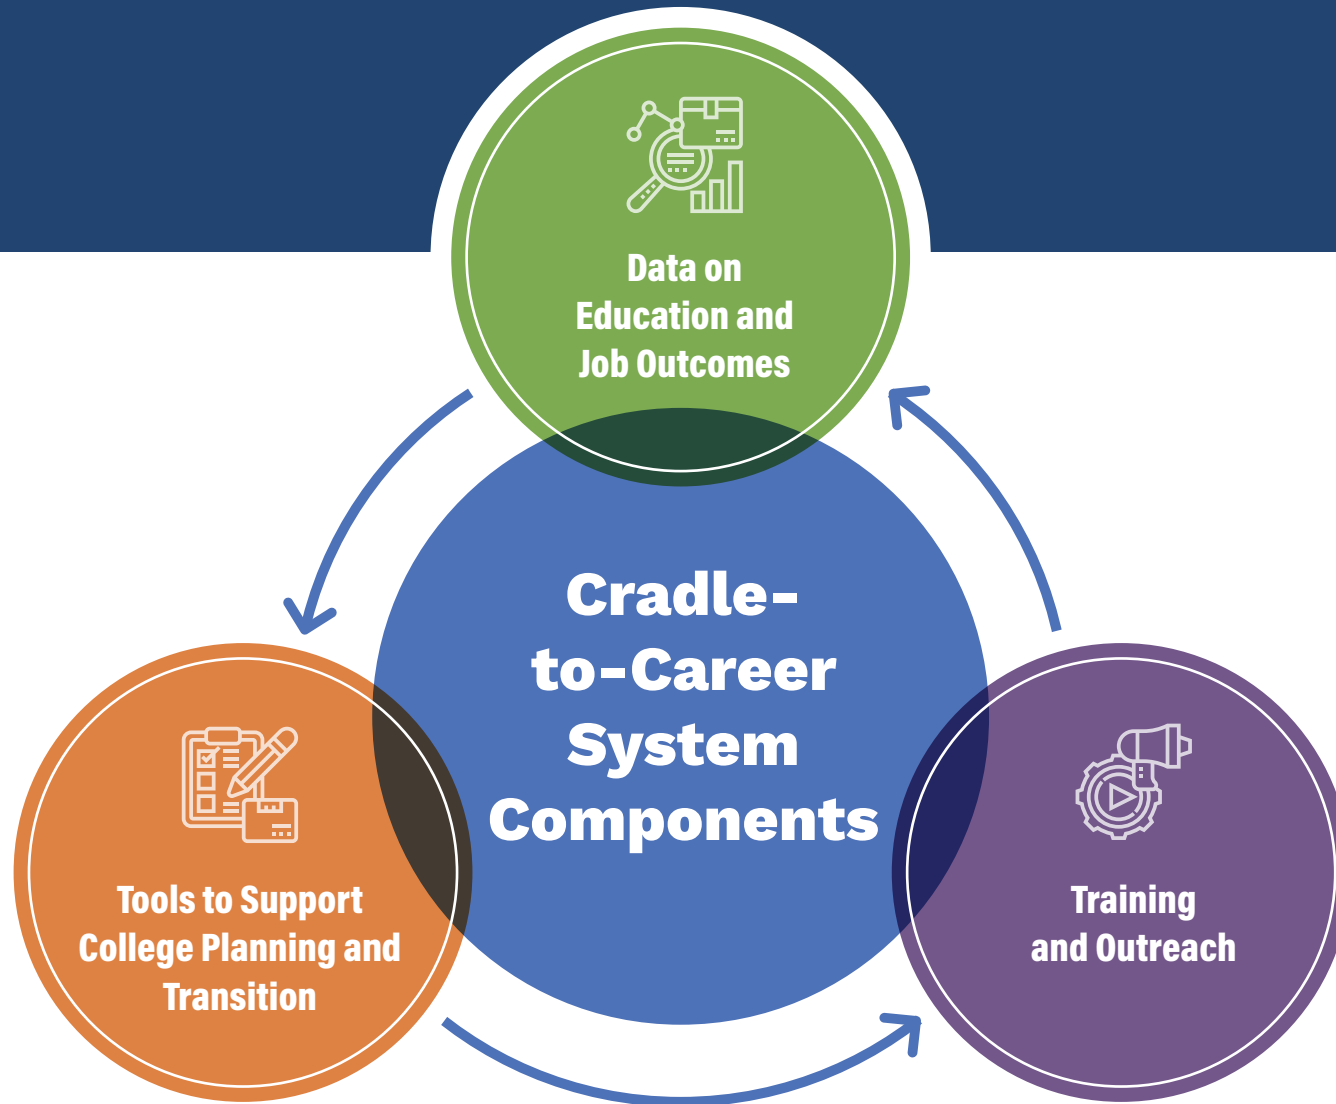 Data on
Education and
Job Outcomes
Cradle-
to-Career
System
Components
Tools to Support
College Planning and
Transition
Training
and Outreach